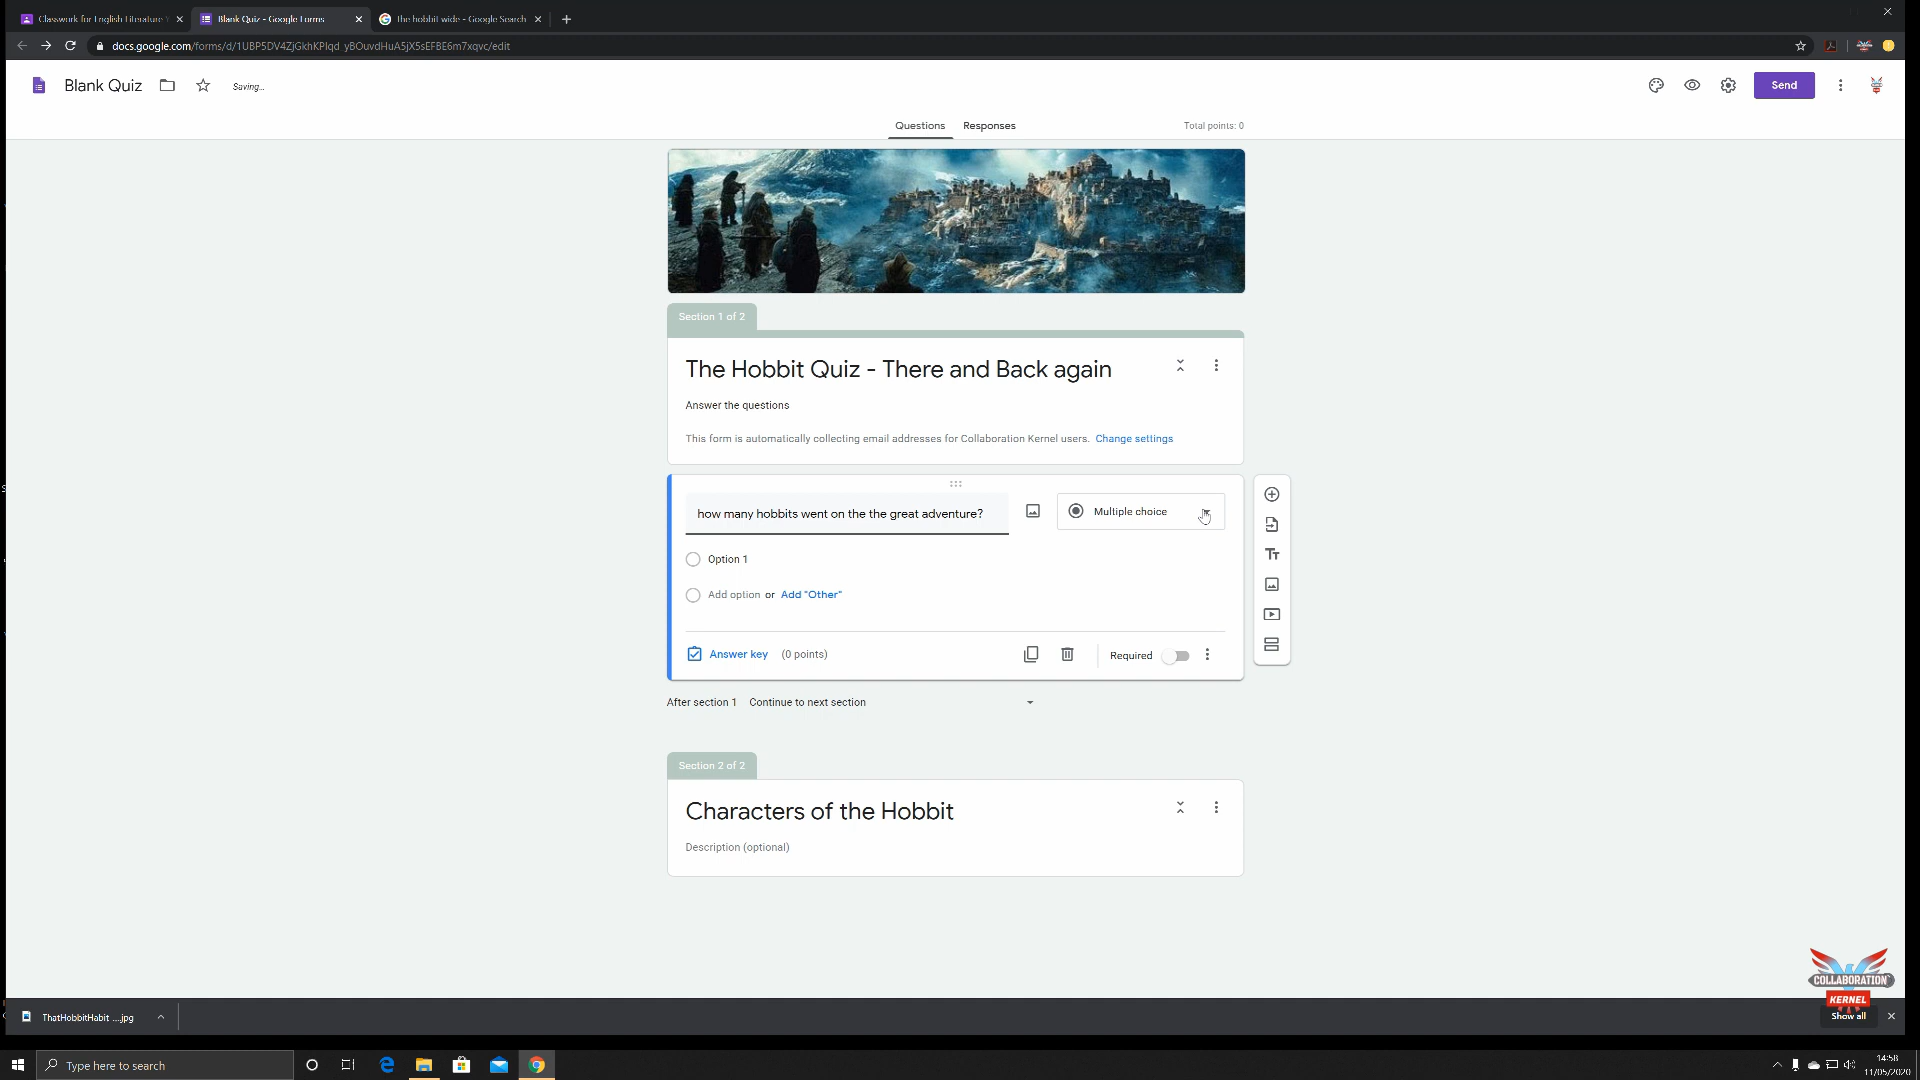 Classwork for English Literature
Blank Quiz - Google Forms
the hobbit wide - Google Search
docs.google.com/forms/d/1UBP5DV4ZjGkhKPlqd_yBOuvdHuA5jX5sEFBE6m7xqvc/edit
Blank Quiz
Saving...
Send
Questions
Responses
Total points: 0
Section 1 of 2
The Hobbit Quiz - There and Back again
Answer the questions
This form is automatically collecting email addresses for Collaboration Kernel users. Change settings
how many hobbits went on the the great adventure?
Multiple choice
Option 1
Add option or Add "Other"
Answer key (0 points)
Required
After section 1 Continue to next section
Section 2 of 2
Characters of the Hobbit
Description (optional)
COLLABORATION
KERNEL
ThatHobbitHabit ....jpg
Show all
Type here to search
14:58
11/05/2020